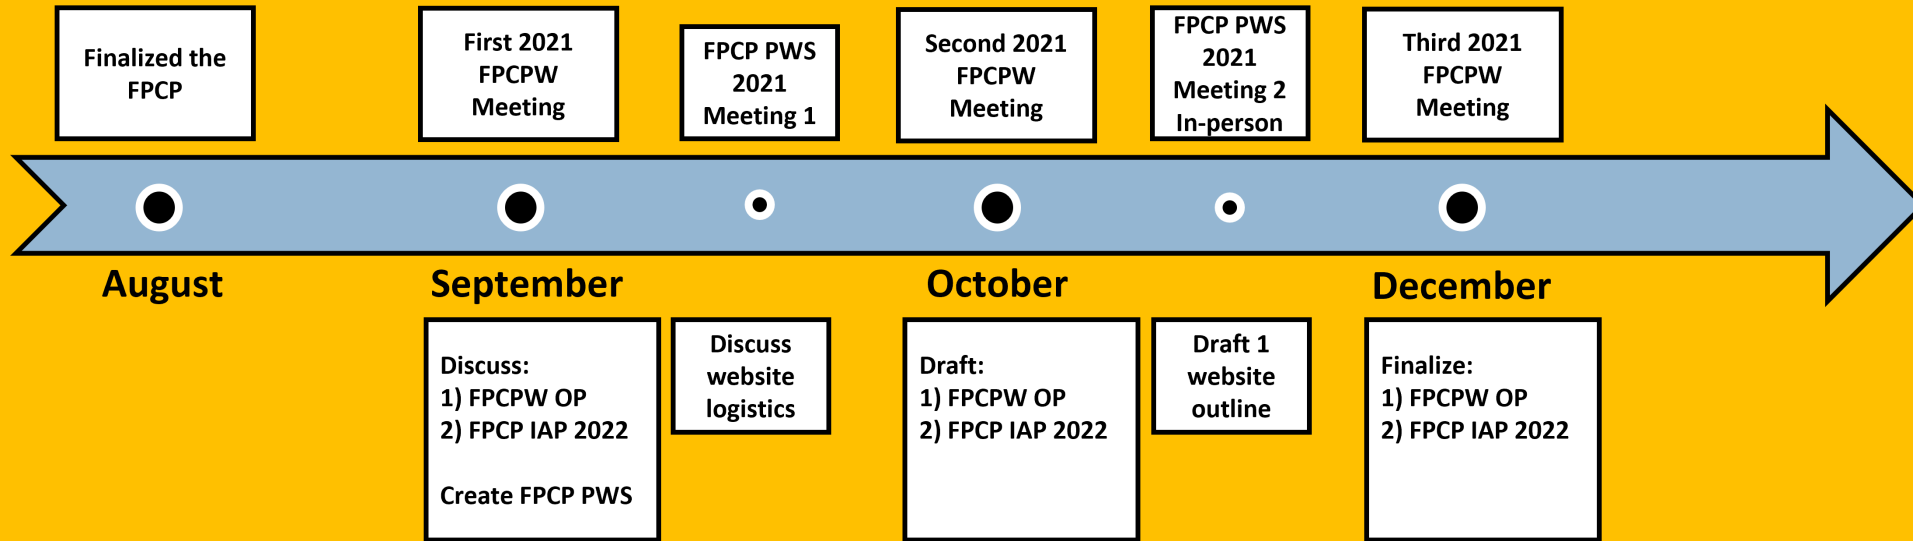 Finalized the
FPCP
First 2021
FPCPW
Meeting
FPCP PWS
2021
Meeting 1
Second 2021
FPCPW
Meeting
FPCP PWS
2021
Meeting 2
In-person
Third 2021
FPCPW
Meeting
August
September
October
December
Discuss:
1) FPCPW OP
2) FPCP IAP 2022
Create FPCP PWS
Discuss
website
logistics
Draft:
1) FPCPW OP
2) FPCP IAP 2022
Draft 1
website
outline
Finalize:
1) FPCPW OP
2) FPCP IAP 2022